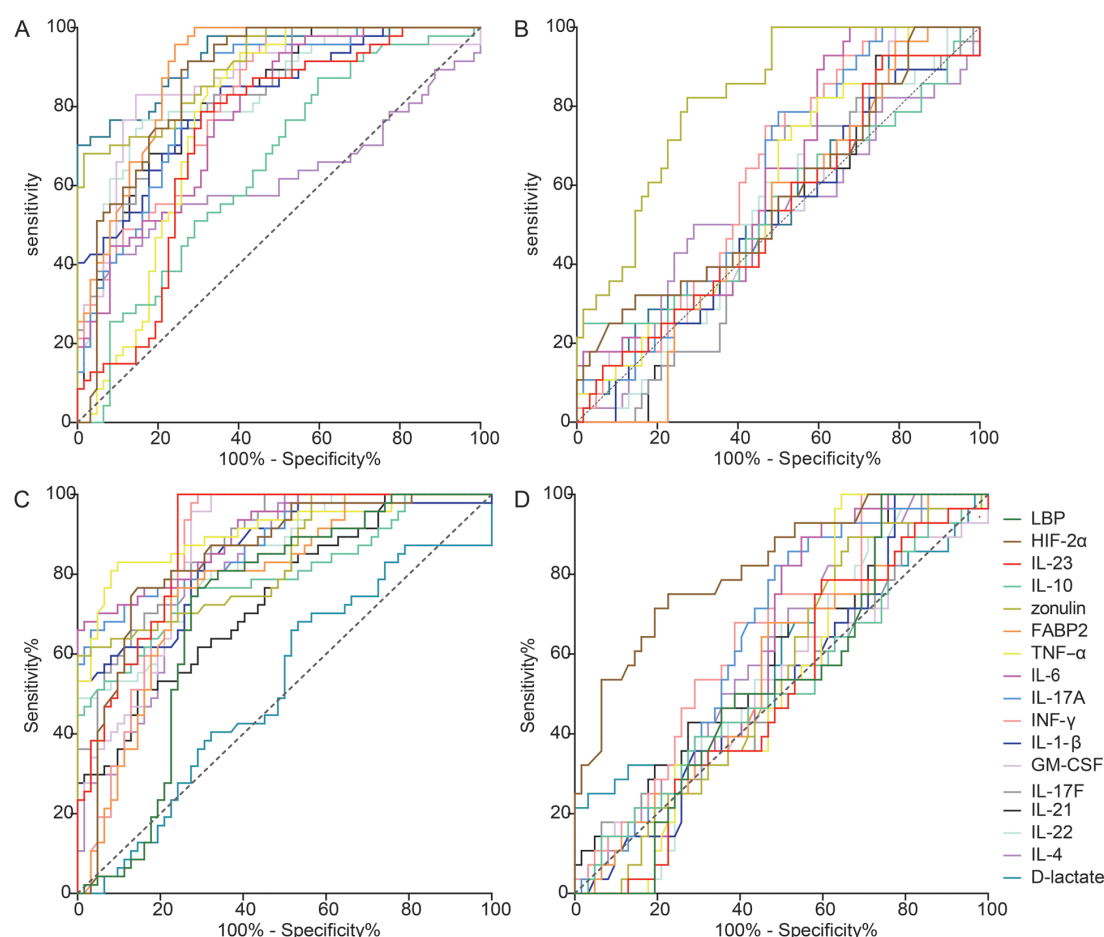 A
100
80
60
40
20
0
sensitivity
0 20 40 60 80 100
100% - Specificity%
B
100
80
60
40
20
0
sensitivity
0 20 40 60 80 100
100% - Specificity%
C
100
80
60
40
20
0
Sensitivity%
0 20 40 60 80 100
100% - Specificity%
D
100
80
60
40
20
0
Sensitivity%
0 20 40 60 80 100
100% - Specificity%
LBP
HIF-2α
IL-23
IL-10
zonulin
FABP2
TNF–α
IL-6
IL-17A
INF-γ
IL-1-β
GM-CSF
IL-17F
IL-21
IL-22
IL-4
D-lactate